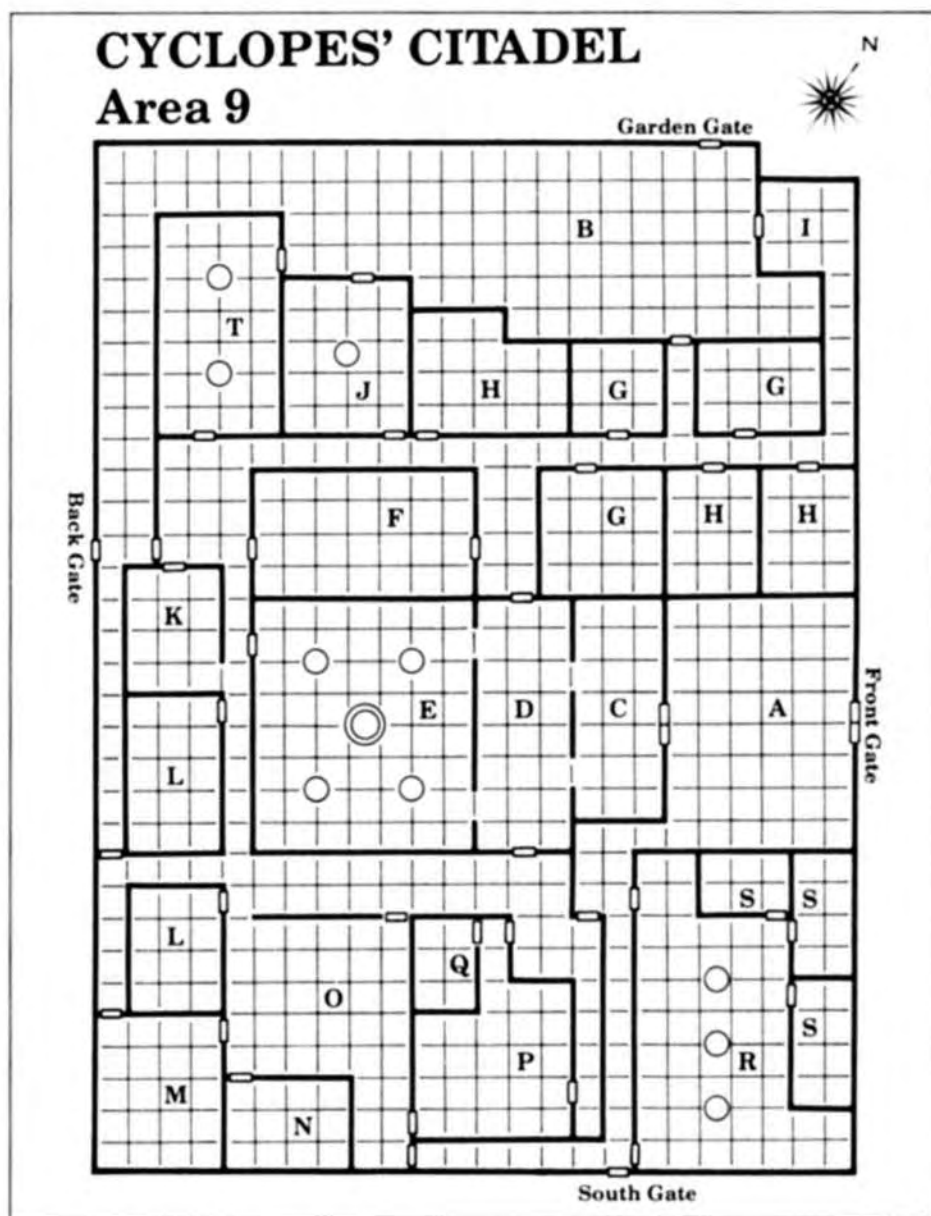 CYCLOPES' CITADEL
Area 9
N
Garden Gate
B
I
T
J
H
G
G
Back Gate
F
G
H
H
K
E
D
C
A
Front Gate
L
S
S
L
Q
O
S
P
R
M
N
South Gate